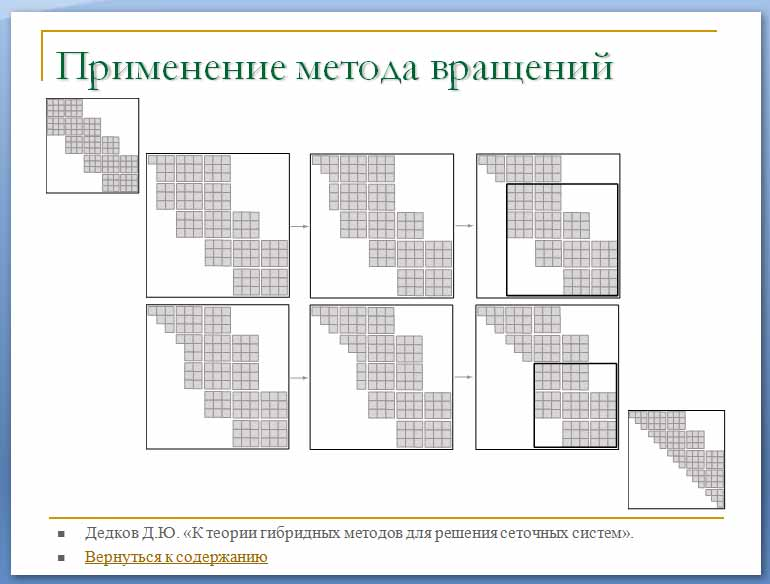 Применение метода вращений
Дедков Д.Ю. «К теории гибридных методов для решения сеточных систем».
Вернуться к содержанию